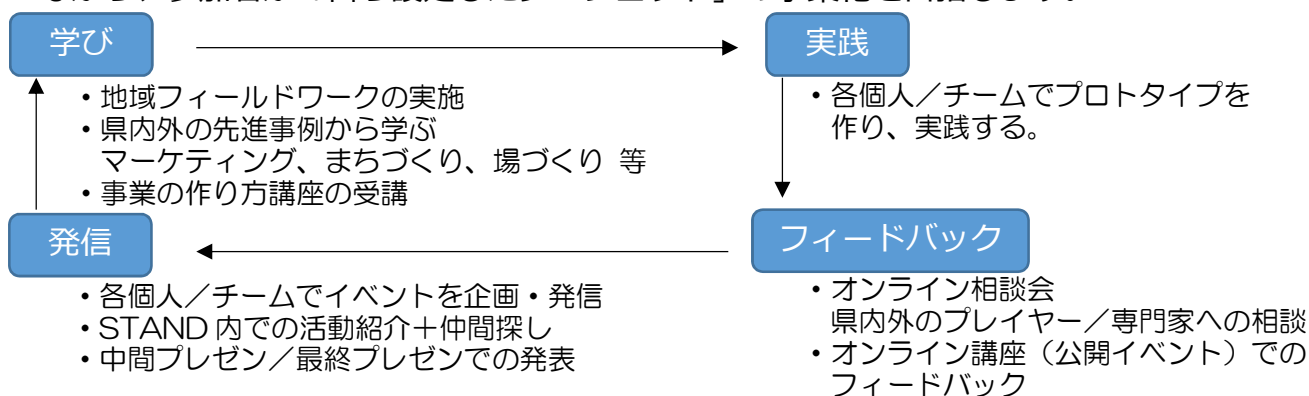 学び
・地域フィールドワークの実施
・県内外の先進事例から学ぶ
マーケティング、まちづくり、場づくり 等
・事業の作り方講座の受講
実践
・各個人／チームでプロトタイプを
作り、実践する。
フィードバック
・オンライン相談会
県内外のプレイヤー／専門家への相談
・オンライン講座（公開イベント）での
フィードバック
発信
・各個人／チームでイベントを企画・発信
・STAND 内での活動紹介＋仲間探し
・中間プレゼン／最終プレゼンでの発表